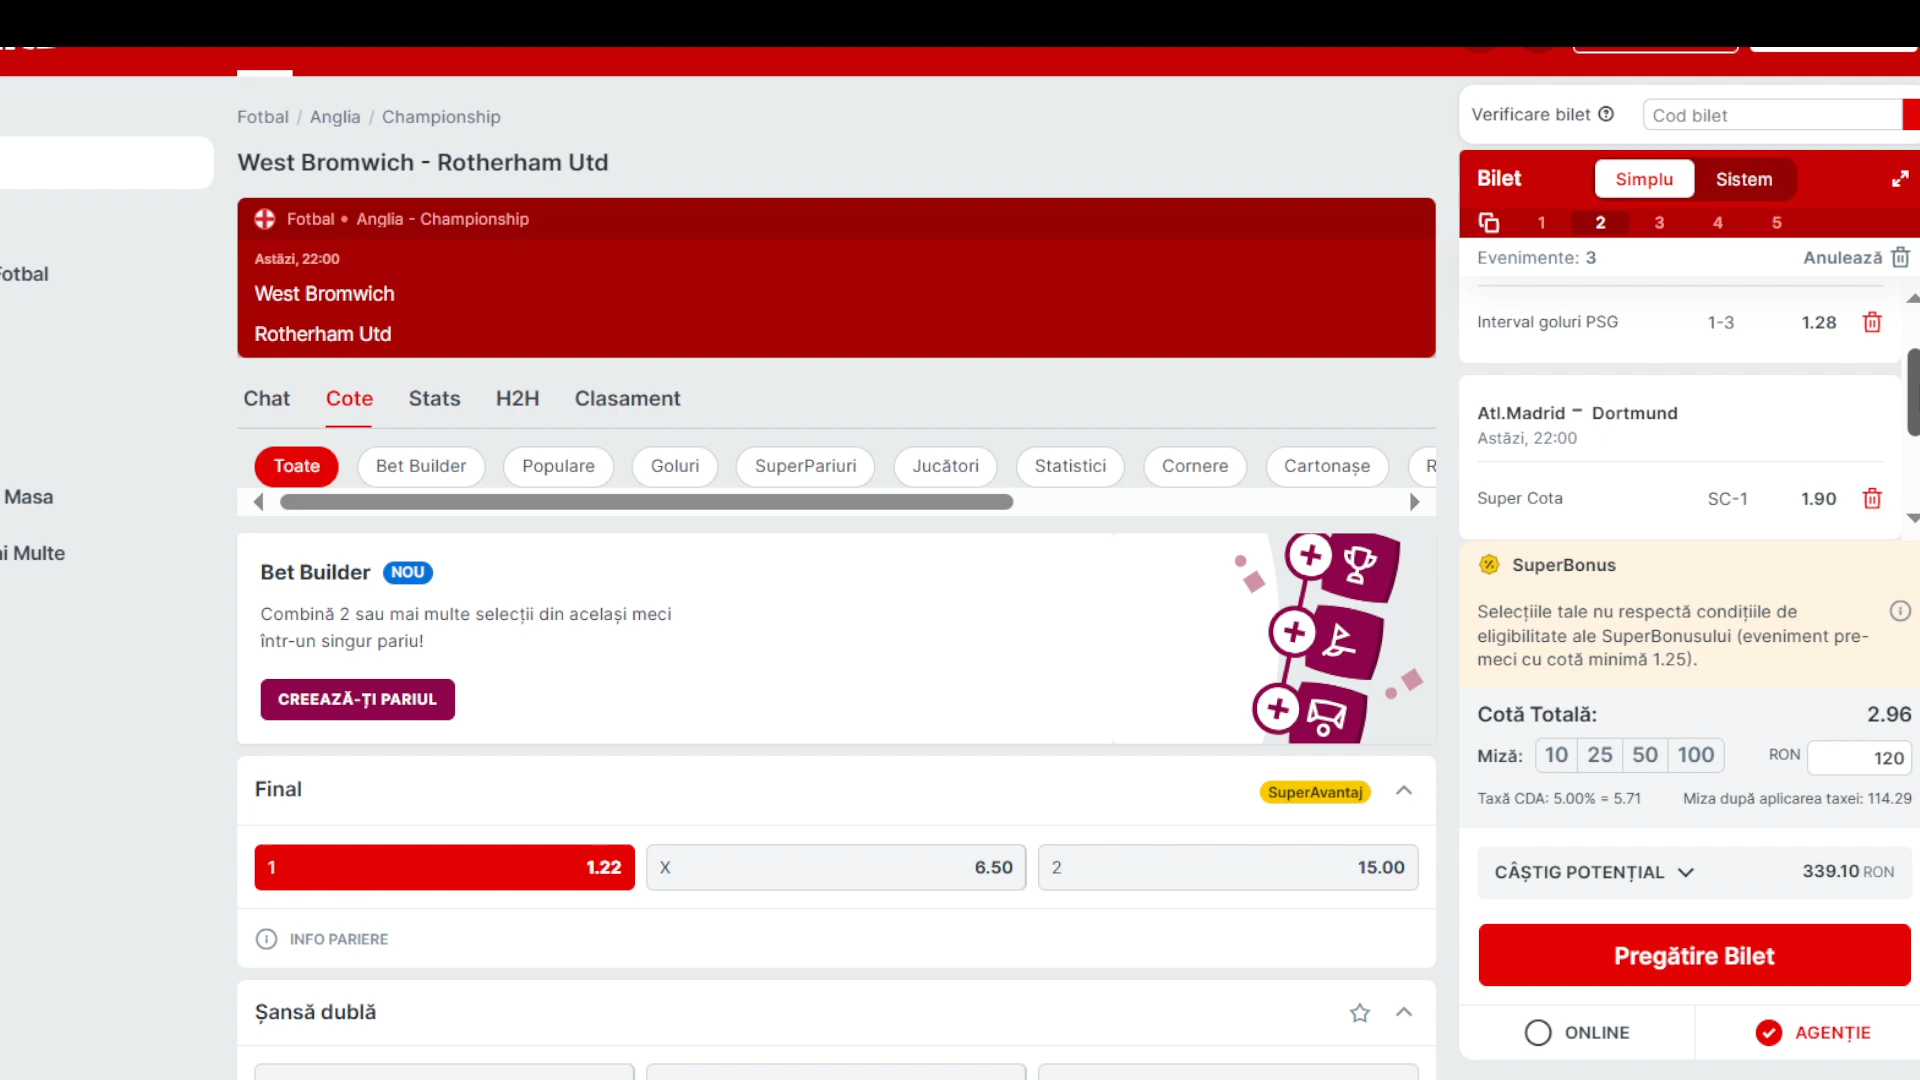 Fotbal / Anglia / Championship
West Bromwich - Rotherham Utd
Fotbal • Anglia - Championship
Astăzi, 22:00
West Bromwich
Rotherham Utd
Fotbal
Masa
Multe
Chat Cote Stats H2H Clasament
Toate Bet Builder Populare Goluri SuperPariuri Jucători Statistici Cornere Cartonașe R
Bet Builder NOU
Combină 2 sau mai multe selecții din același meci
într-un singur pariu!
CREEAZĂ-ȚI PARIUL
Final SuperAvantaj
1 1.22 X 6.50 2 15.00
INFO PARIERE
Șansă dublă
Verificare bilet Cod bilet
Bilet Simplu Sistem
1 2 3 4 5
Evenimente: 3 Anulează
Interval goluri PSG 1-3 1.28
Atl.Madrid - Dortmund
Astăzi, 22:00
Super Cota SC-1 1.90
SuperBonus
Selecțiile tale nu respectă condițiile de
eligibilitate ale SuperBonusului (eveniment pre-
meci cu cotă minimă 1.25).
Cotă Totală: 2.96
Miză: 10 25 50 100 RON 120
Taxă CDA: 5.00% = 5.71 Miza după aplicarea taxei: 114.29
CÂȘTIG POTENȚIAL 339.10 RON
Pregătire Bilet
ONLINE AGENȚIE